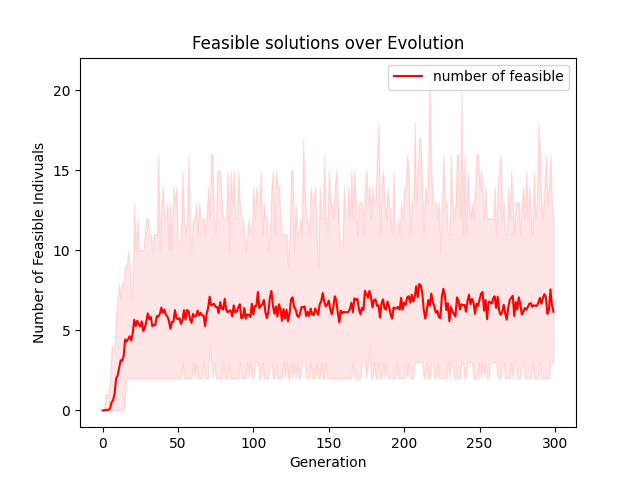 Feasible solutions over Evolution
number of feasible
Number of Feasible Indivuals
20
15
10
5
0
0 50 100 150 200 250 300
Generation